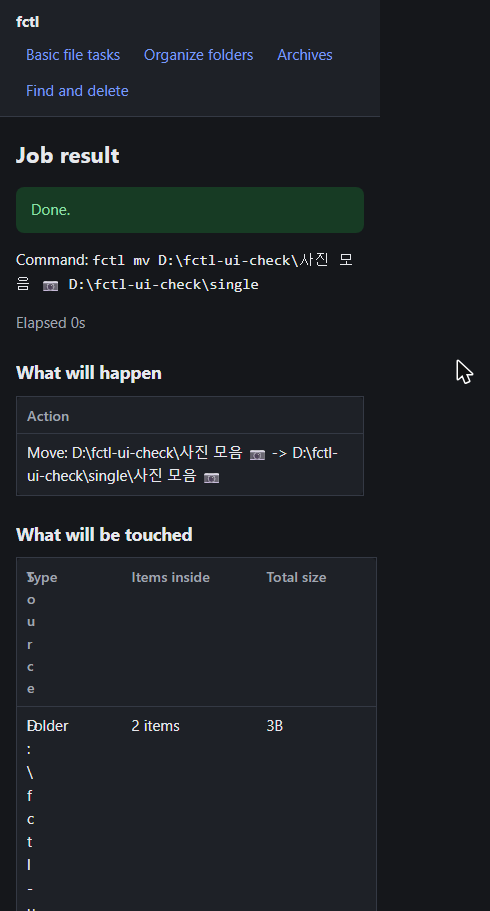 fctl
Basic file tasks Organize folders Archives
Find and delete
Job result
Done.
Command: fctl mv D:\fctl-ui-check\사진 모
음 📷 D:\fctl-ui-check\single
Elapsed 0s
What will happen
Action
Move: D:\fctl-ui-check\사진 모음 📷 -> D:\fctl-
ui-check\single\사진 모음 📷
What will be touched
Source Type Items inside Total size
D:\fctl- Folder 2 items 3B